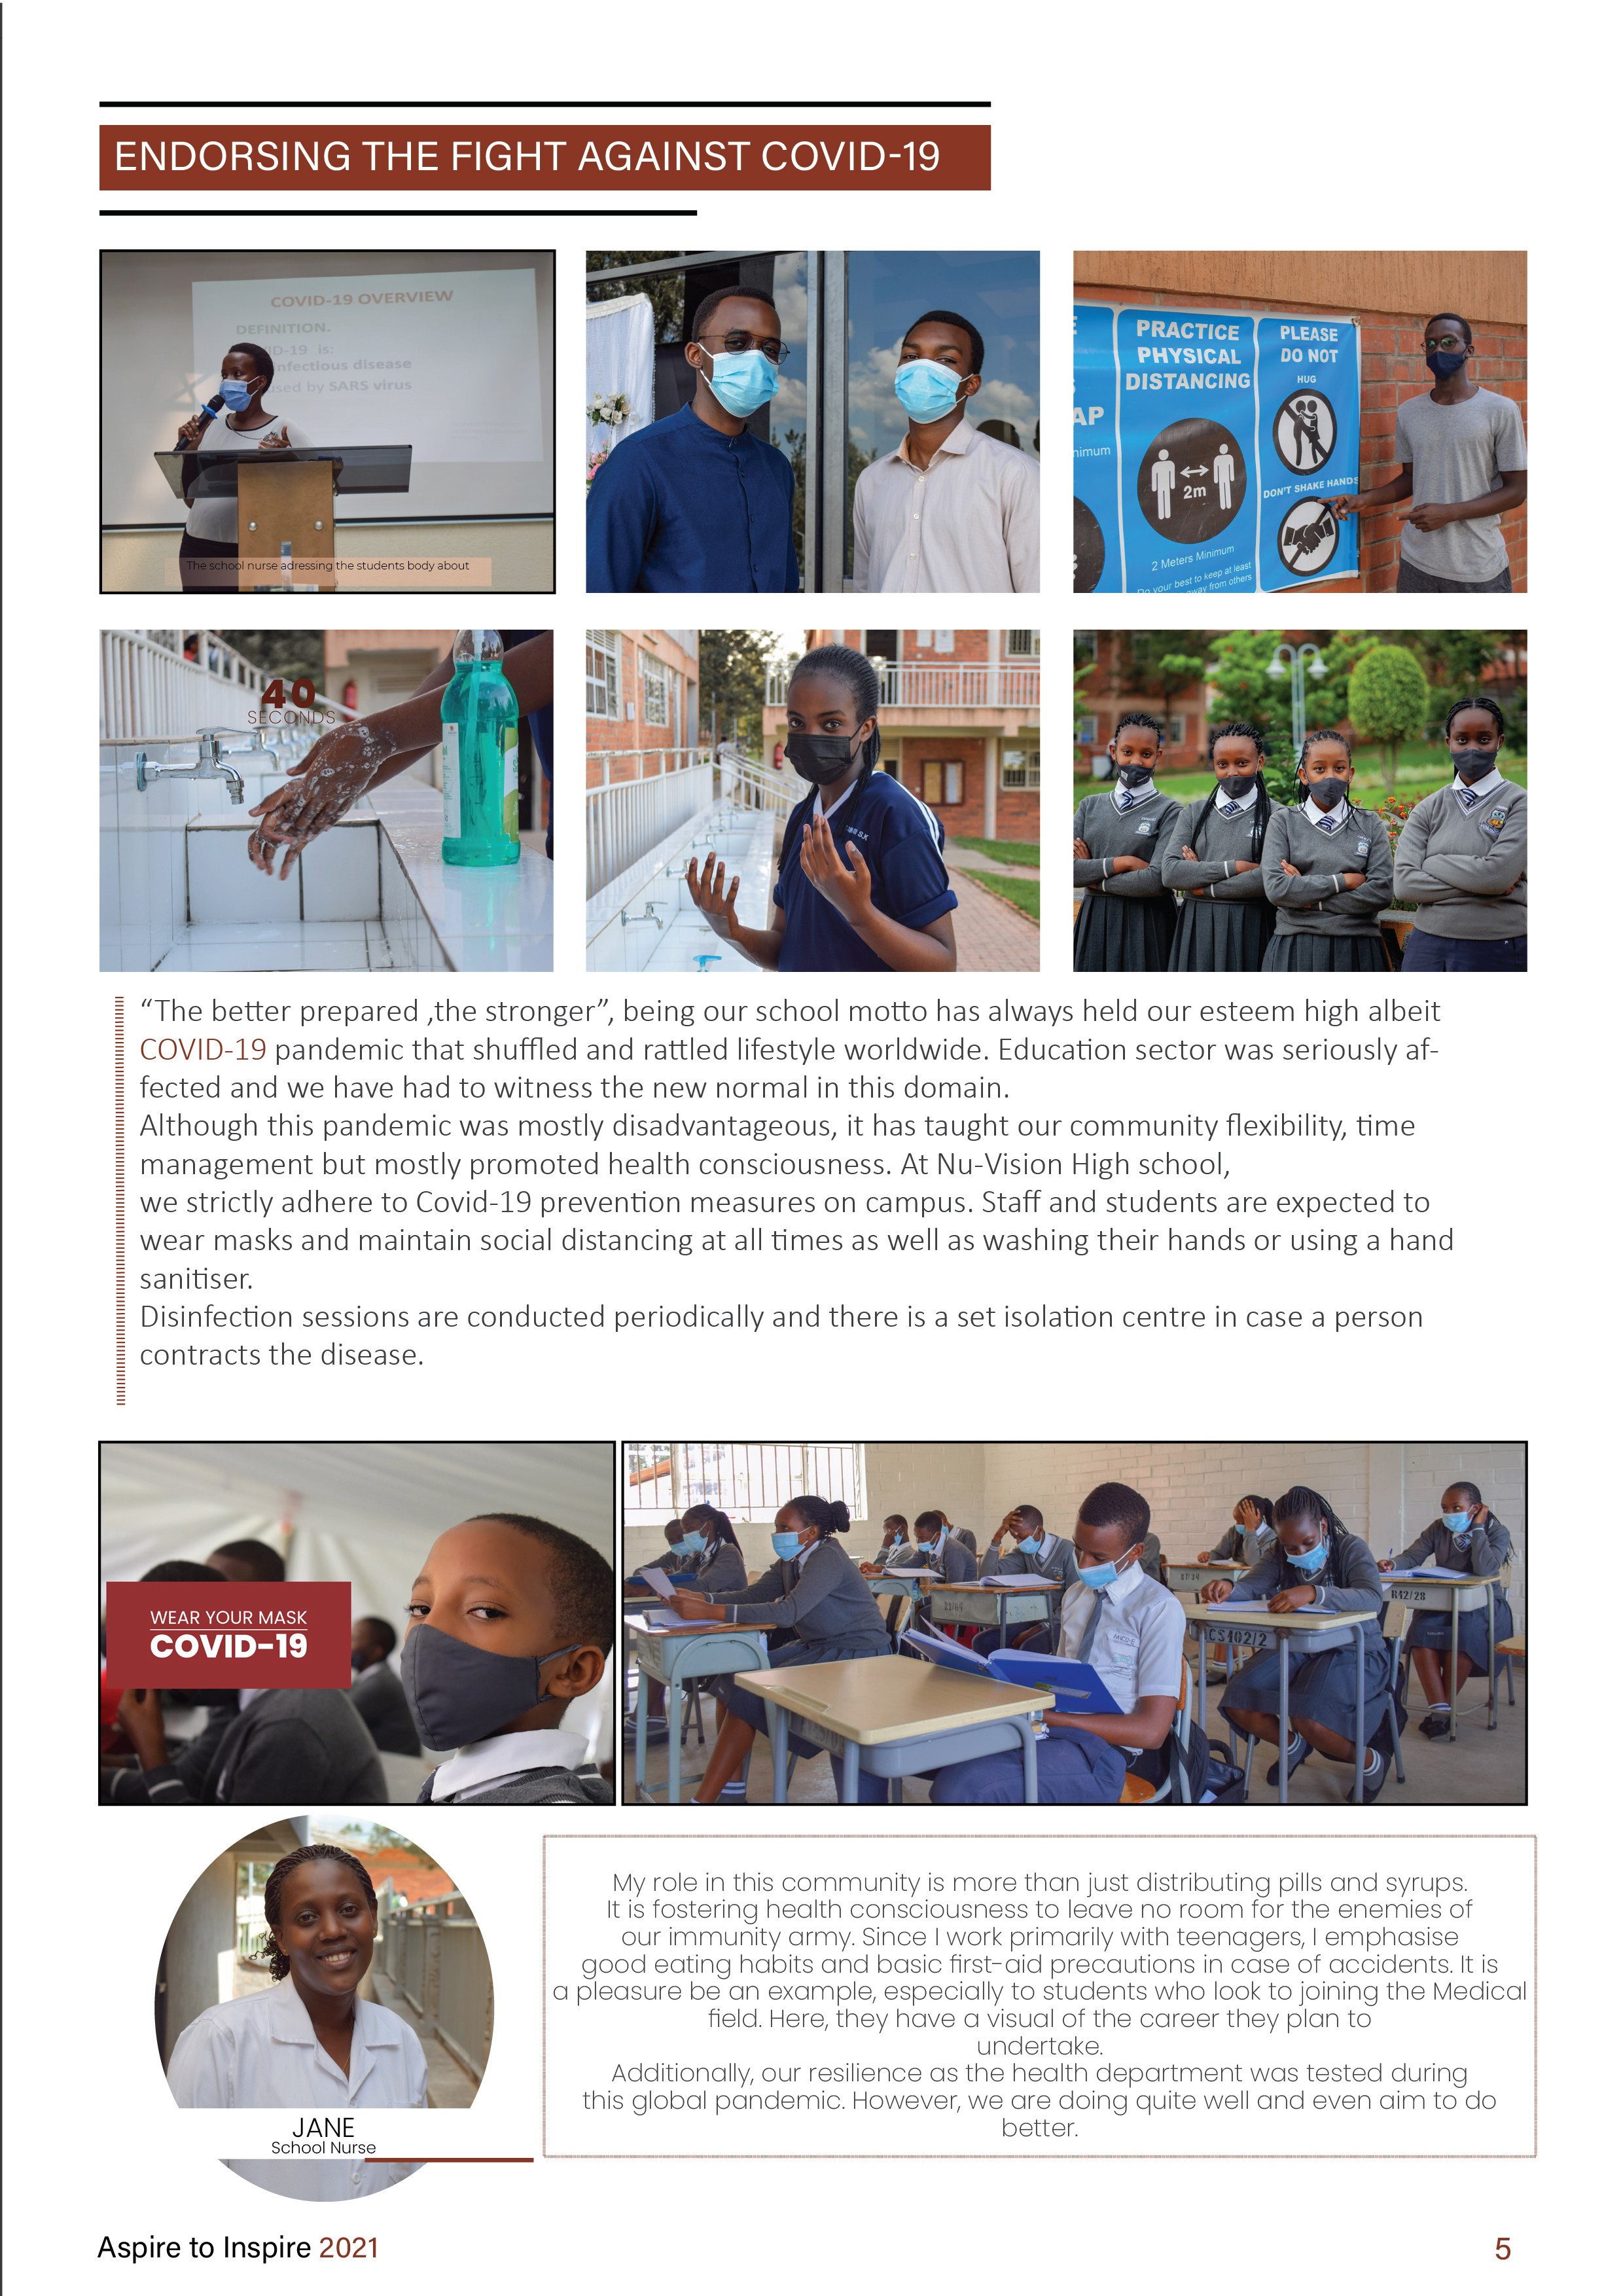 ENDORSING THE FIGHT AGAINST COVID-19
COVID-19 OVERVIEW
DEFINITION.
ID-19 is:
nfectious disease
sed by SARS virus
The school nurse adressing the students body about
AP
nimum
PRACTICE
PHYSICAL
DISTANCING
2m
2 Meters Minimum
Do your best to keep at least
way from others
PLEASE
DO NOT
HUG
DON'T SHAKE HANDS
40
SECONDS
“The better prepared ,the stronger”, being our school motto has always held our esteem high albeit
COVID-19 pandemic that shuffled and rattled lifestyle worldwide. Education sector was seriously af-
fected and we have had to witness the new normal in this domain.
Although this pandemic was mostly disadvantageous, it has taught our community flexibility, time
management but mostly promoted health consciousness. At Nu-Vision High school,
we strictly adhere to Covid-19 prevention measures on campus. Staff and students are expected to
wear masks and maintain social distancing at all times as well as washing their hands or using a hand
sanitiser.
Disinfection sessions are conducted periodically and there is a set isolation centre in case a person
contracts the disease.
WEAR YOUR MASK
COVID-19
CS402/2
R42/28
My role in this community is more than just distributing pills and syrups.
It is fostering health consciousness to leave no room for the enemies of
our immunity army. Since I work primarily with teenagers, I emphasise
good eating habits and basic first-aid precautions in case of accidents. It is
a pleasure be an example, especially to students who look to joining the Medical
field. Here, they have a visual of the career they plan to
undertake.
Additionally, our resilience as the health department was tested during
this global pandemic. However, we are doing quite well and even aim to do
better.
JANE
School Nurse
Aspire to Inspire 2021
5